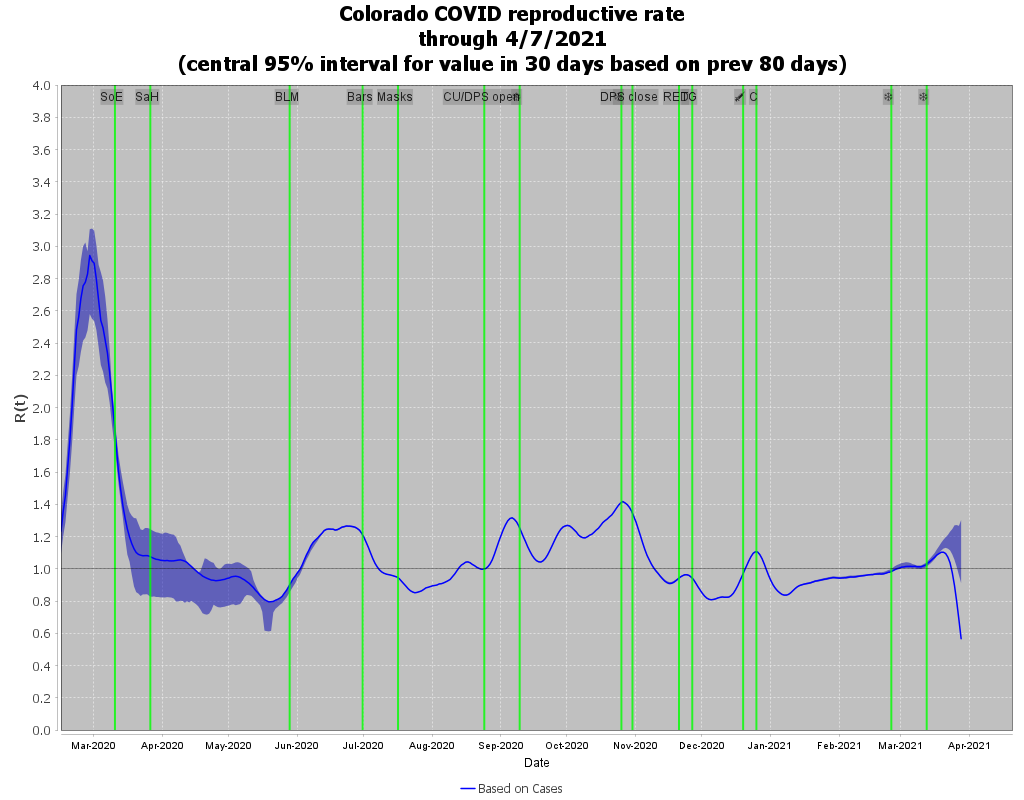 Colorado COVID reproductive rate
through 4/7/2021
(central 95% interval for value in 30 days based on prev 80 days)
SoE SaH BLM Bars Masks CU/DPS open DPS close RED TG C
4.0
3.8
3.6
3.4
3.2
3.0
2.8
2.6
2.4
2.2
2.0
1.8
1.6
1.4
1.2
1.0
0.8
0.6
0.4
0.2
0.0
R(t)
Mar-2020 Apr-2020 May-2020 Jun-2020 Jul-2020 Aug-2020 Sep-2020 Oct-2020 Nov-2020 Dec-2020 Jan-2021 Feb-2021 Mar-2021 Apr-2021
Date
Based on Cases